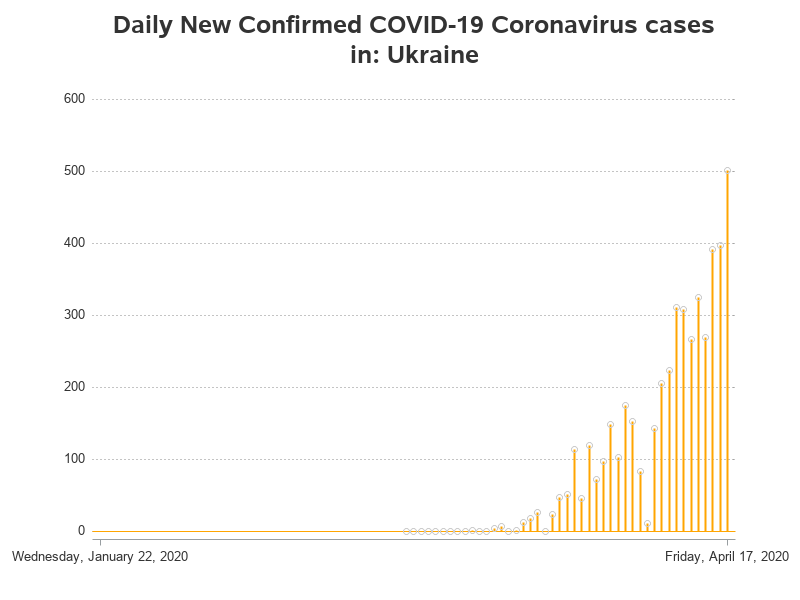 Daily New Confirmed COVID-19 Coronavirus cases
in: Ukraine
600
500
400
300
200
100
0
Wednesday, January 22, 2020
Friday, April 17, 2020